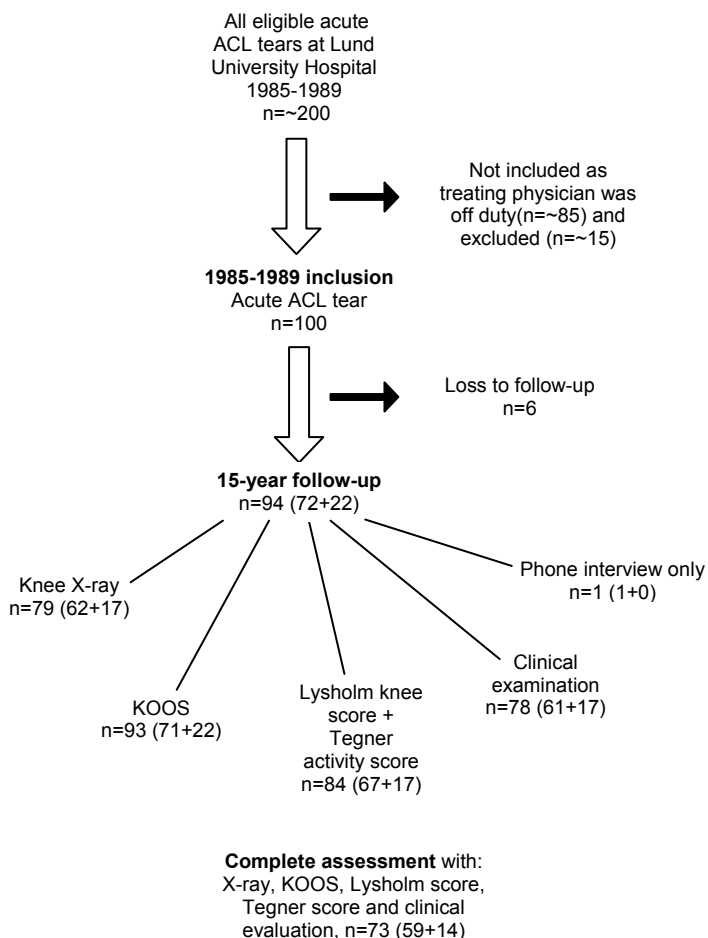 All eligible acute
ACL tears at Lund
University Hospital
1985-1989
n=~200
Not included as
treating physician was
off duty(n=~85) and
excluded (n=~15)
1985-1989 inclusion
Acute ACL tear
n=100
Loss to follow-up
n=6
15-year follow-up
n=94 (72+22)
Knee X-ray
n=79 (62+17)
KOOS
n=93 (71+22)
Lysholm knee
score +
Tegner
activity score
n=84 (67+17)
Clinical
examination
n=78 (61+17)
Phone interview only
n=1 (1+0)
Complete assessment with:
X-ray, KOOS, Lysholm score,
Tegner score and clinical
evaluation, n=73 (59+14)